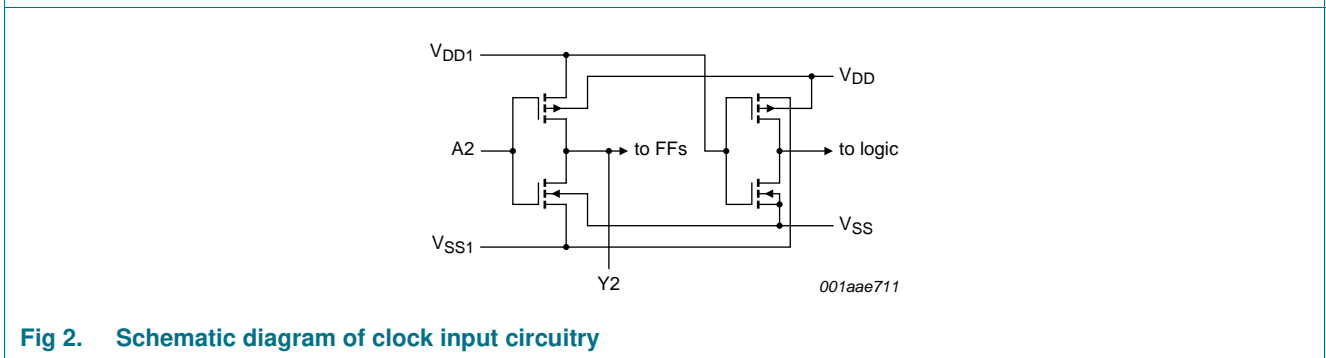 VDD1
VDD
A2
to FFs
to logic
VSS1
VSS
Y2
001aae711
Fig 2. Schematic diagram of clock input circuitry